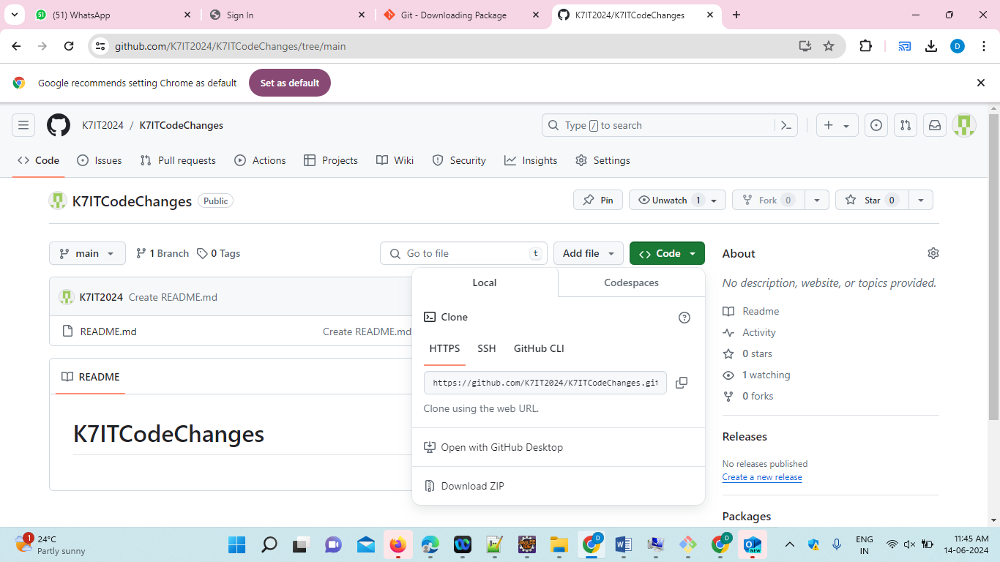 (51) WhatsApp
Sign In
Git - Downloading Package
K7IT2024/K7ITCodeChanges
github.com/K7IT2024/K7ITCodeChanges/tree/main
D
Google recommends setting Chrome as default
Set as default
K7IT2024 / K7ITCodeChanges
Type / to search
Code
Issues
Pull requests
Actions
Projects
Wiki
Security
Insights
Settings
K7ITCodeChanges Public
Pin
Unwatch 1
Fork 0
Star 0
main
1 Branch
0 Tags
Go to file t
Add file
Code
K7IT2024 Create README.md
README.md Create README.md
README
K7ITCodeChanges
Local
Codespaces
Clone
HTTPS SSH GitHub CLI
https://github.com/K7IT2024/K7ITCodeChanges.git
Clone using the web URL.
Open with GitHub Desktop
Download ZIP
About
No description, website, or topics provided.
Readme
Activity
0 stars
1 watching
0 forks
Releases
No releases published
Create a new release
Packages
1
24°C
Partly sunny
ENG
IN
11:45 AM
14-06-2024